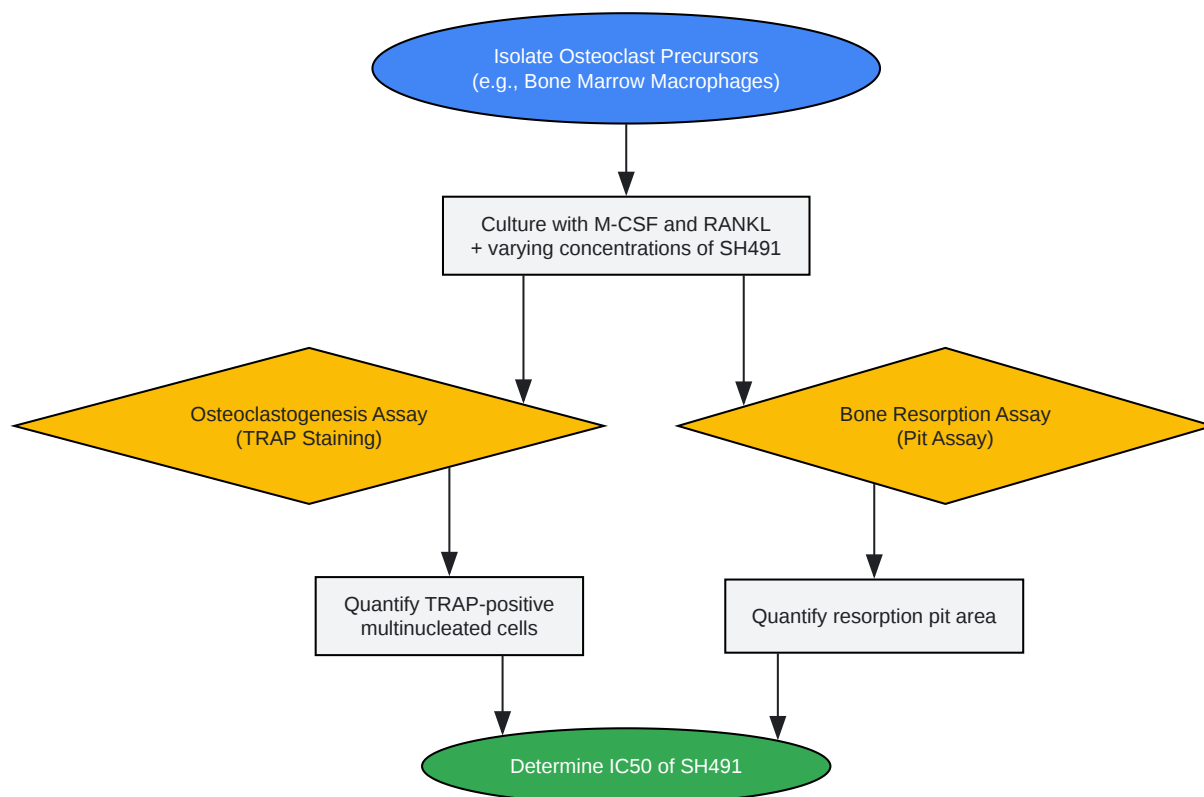 Isolate Osteoclast Precursors
(e.g., Bone Marrow Macrophages)
Culture with M-CSF and RANKL
+ varying concentrations of SH491
Osteoclastogenesis Assay
(TRAP Staining)
Bone Resorption Assay
(Pit Assay)
Quantify TRAP-positive
multinucleated cells
Quantify resorption pit area
Determine IC50 of SH491